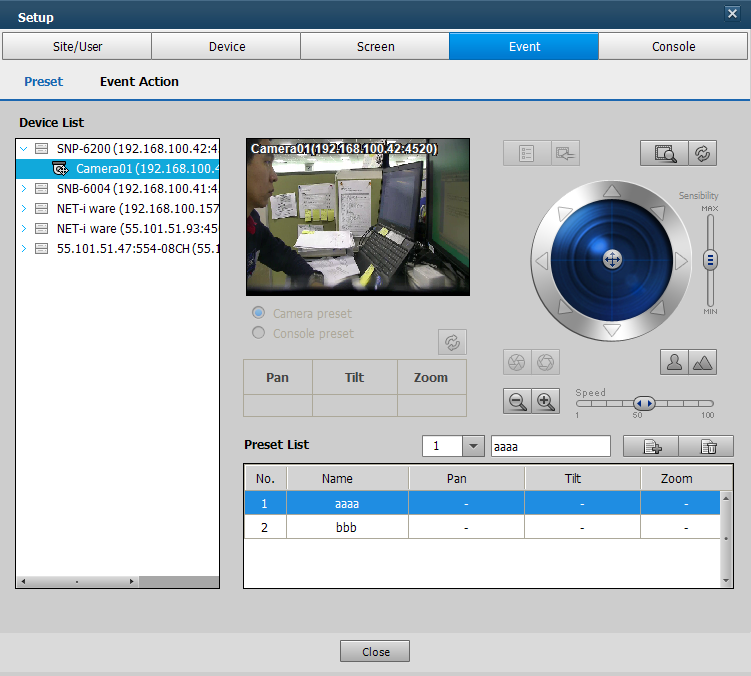 Setup
Site/User Device Screen Event Console
Preset Event Action
Device List
SNP-6200 (192.168.100.42:4
Camera01 (192.168.100.4
SNB-6004 (192.168.100.41:4
NET-i ware (192.168.100.157
NET-i ware (55.101.51.93:45
55.101.51.47:554-08CH (55.1
Camera01(192.168.100.42:4520)
Camera preset
Console preset
Pan Tilt Zoom
Sensibility
MAX
MIN
Speed
1 50 100
Preset List 1 aaaa
No. Name Pan Tilt Zoom
1 aaaa - - -
2 bbb - - -
Close